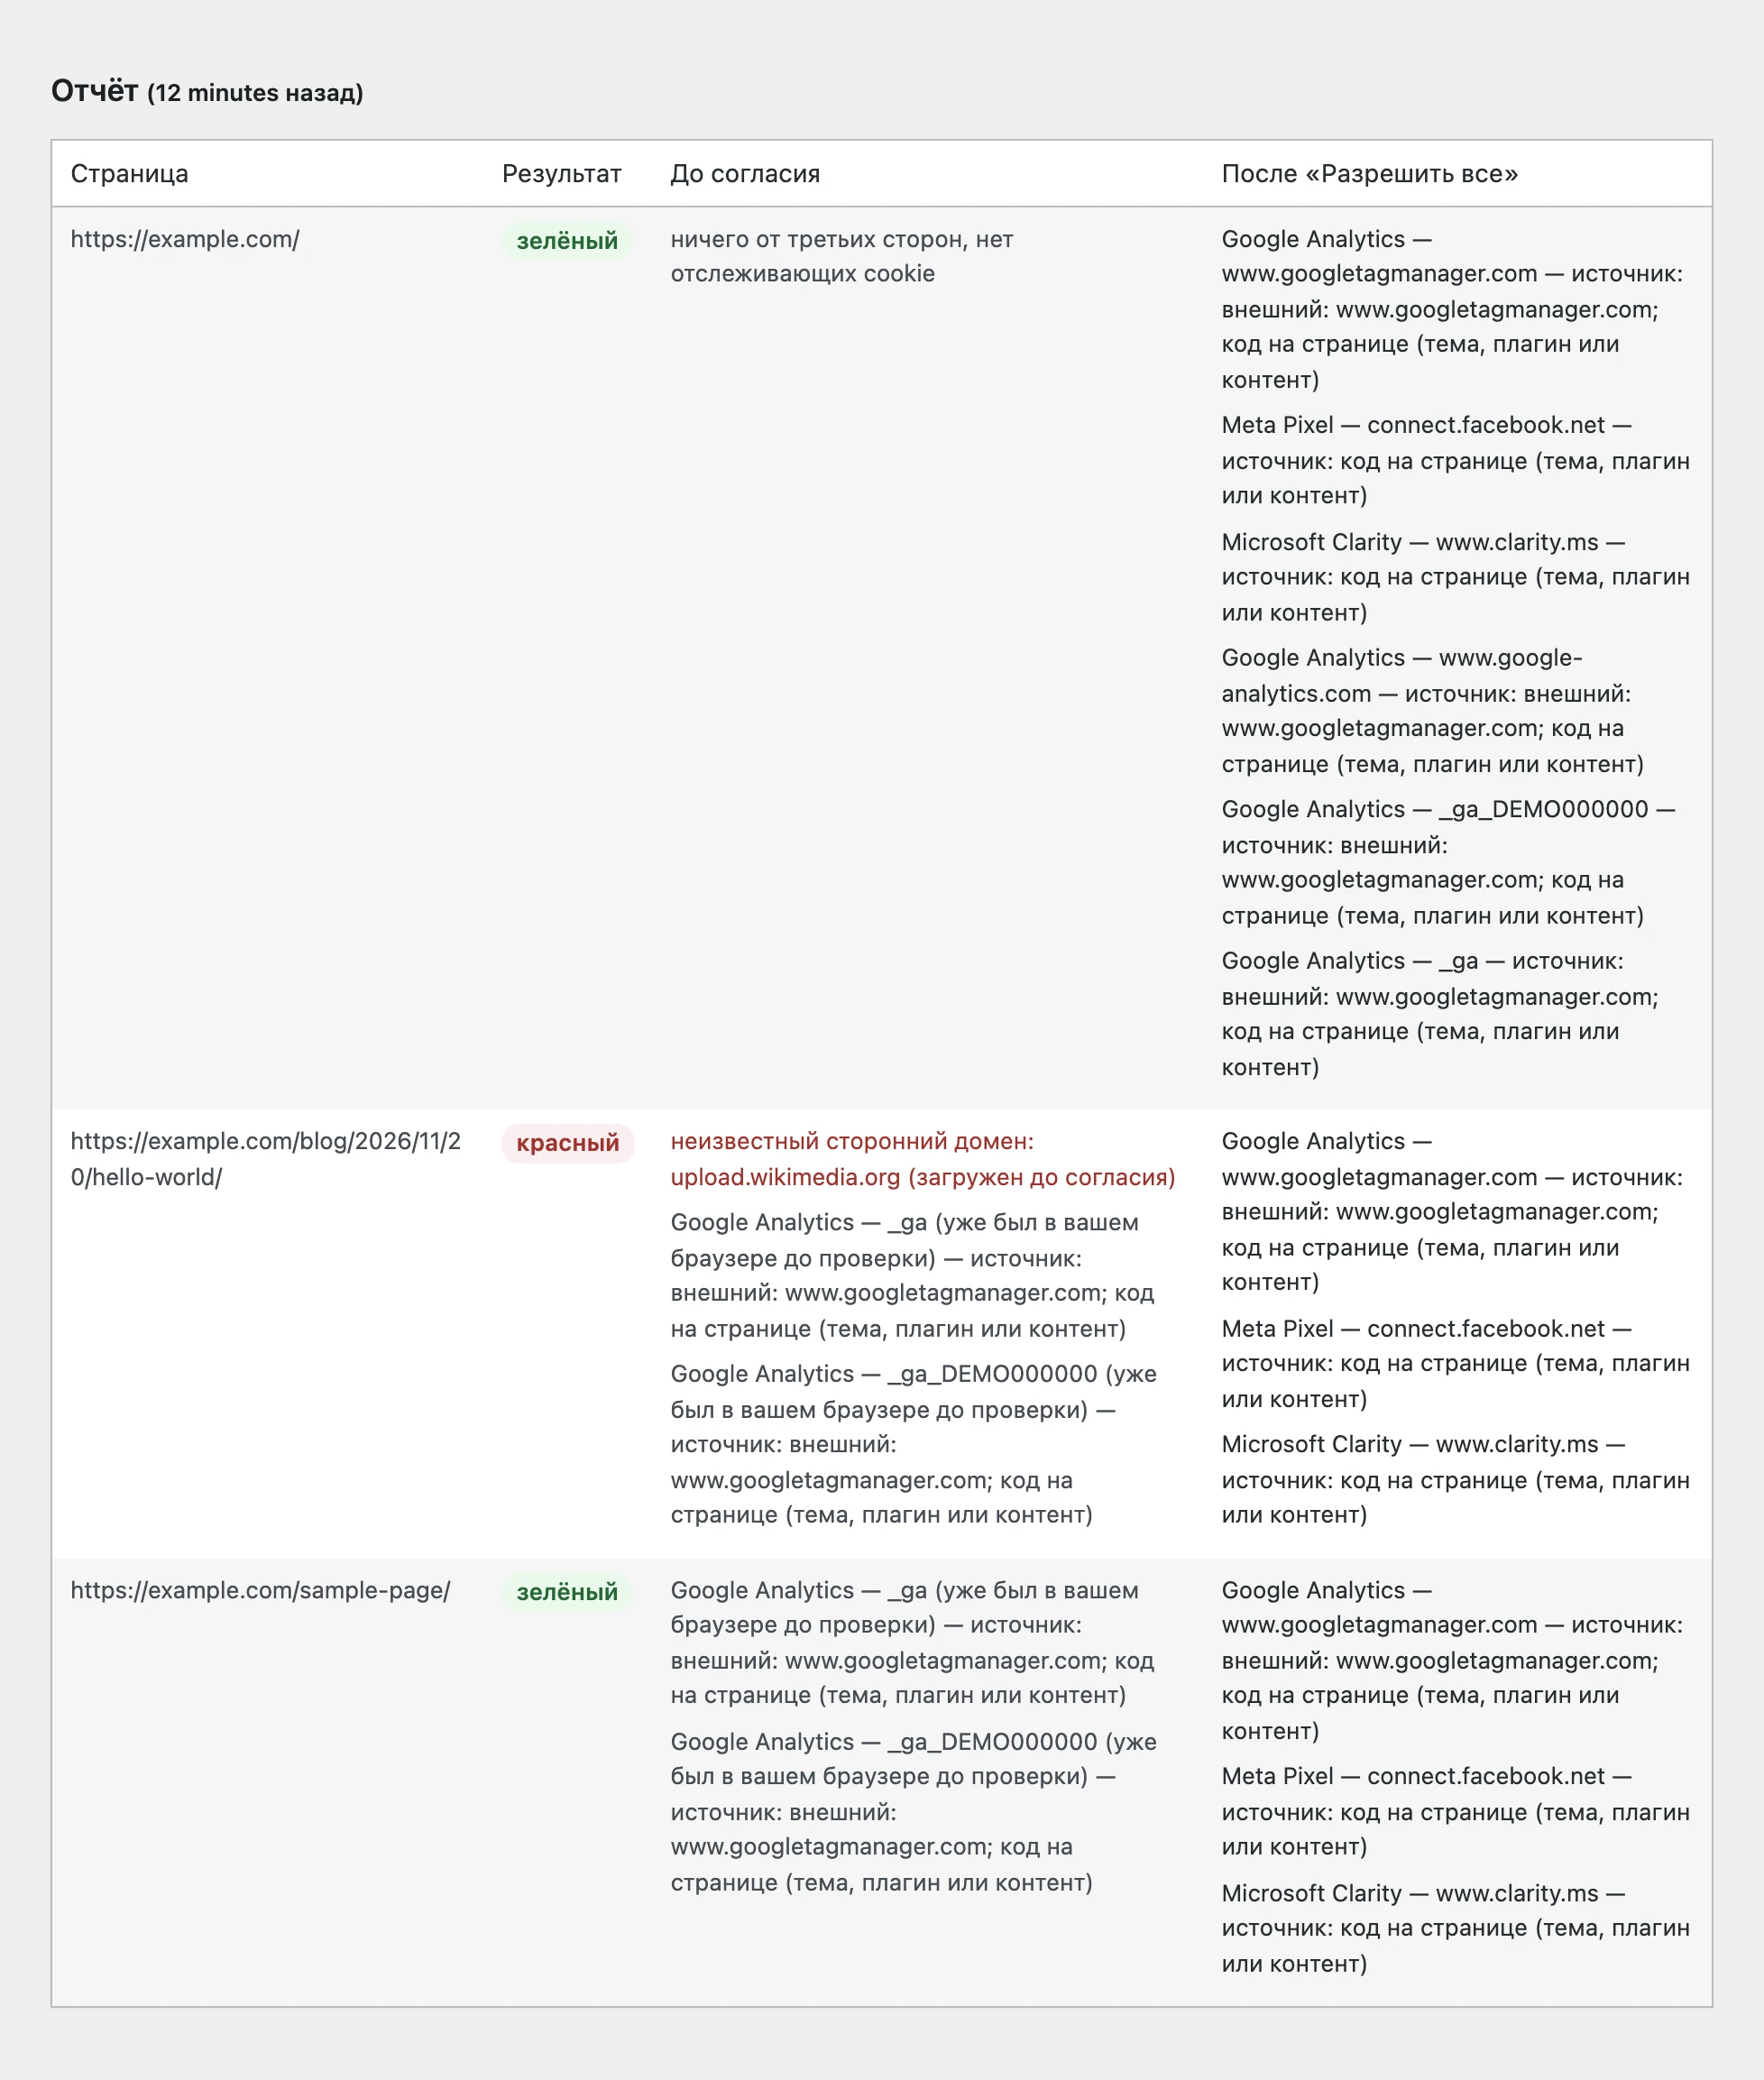 Отчёт (12 minutes назад)
Страница
Результат
До согласия
После «Разрешить все»
https://example.com/
зелёный
ничего от третьих сторон, нет
отслеживающих cookie
Google Analytics —
www.googletagmanager.com — источник:
внешний: www.googletagmanager.com;
код на странице (тема, плагин или
контент)
Meta Pixel — connect.facebook.net —
источник: код на странице (тема, плагин
или контент)
Microsoft Clarity — www.clarity.ms —
источник: код на странице (тема, плагин
или контент)
Google Analytics — www.google-
analytics.com — источник: внешний:
www.googletagmanager.com; код на
странице (тема, плагин или контент)
Google Analytics — _ga_DEMO000000 —
источник: внешний:
www.googletagmanager.com; код на
странице (тема, плагин или контент)
Google Analytics — _ga — источник:
внешний: www.googletagmanager.com;
код на странице (тема, плагин или
контент)
https://example.com/blog/2026/11/2
0/hello-world/
красный
неизвестный сторонний домен:
upload.wikimedia.org (загружен до согласия)
Google Analytics — _ga (уже был в вашем
браузере до проверки) — источник:
внешний: www.googletagmanager.com; код
на странице (тема, плагин или контент)
Google Analytics — _ga_DEMO000000 (уже
был в вашем браузере до проверки) —
источник: внешний:
www.googletagmanager.com; код на
странице (тема, плагин или контент)
Google Analytics —
www.googletagmanager.com — источник:
внешний: www.googletagmanager.com;
код на странице (тема, плагин или
контент)
Meta Pixel — connect.facebook.net —
источник: код на странице (тема, плагин
или контент)
Microsoft Clarity — www.clarity.ms —
источник: код на странице (тема, плагин
или контент)
https://example.com/sample-page/
зелёный
Google Analytics — _ga (уже был в вашем
браузере до проверки) — источник:
внешний: www.googletagmanager.com; код
на странице (тема, плагин или контент)
Google Analytics — _ga_DEMO000000 (уже
был в вашем браузере до проверки) —
источник: внешний:
www.googletagmanager.com; код на
странице (тема, плагин или контент)
Google Analytics —
www.googletagmanager.com — источник:
внешний: www.googletagmanager.com;
код на странице (тема, плагин или
контент)
Meta Pixel — connect.facebook.net —
источник: код на странице (тема, плагин
или контент)
Microsoft Clarity — www.clarity.ms —
источник: код на странице (тема, плагин
или контент)